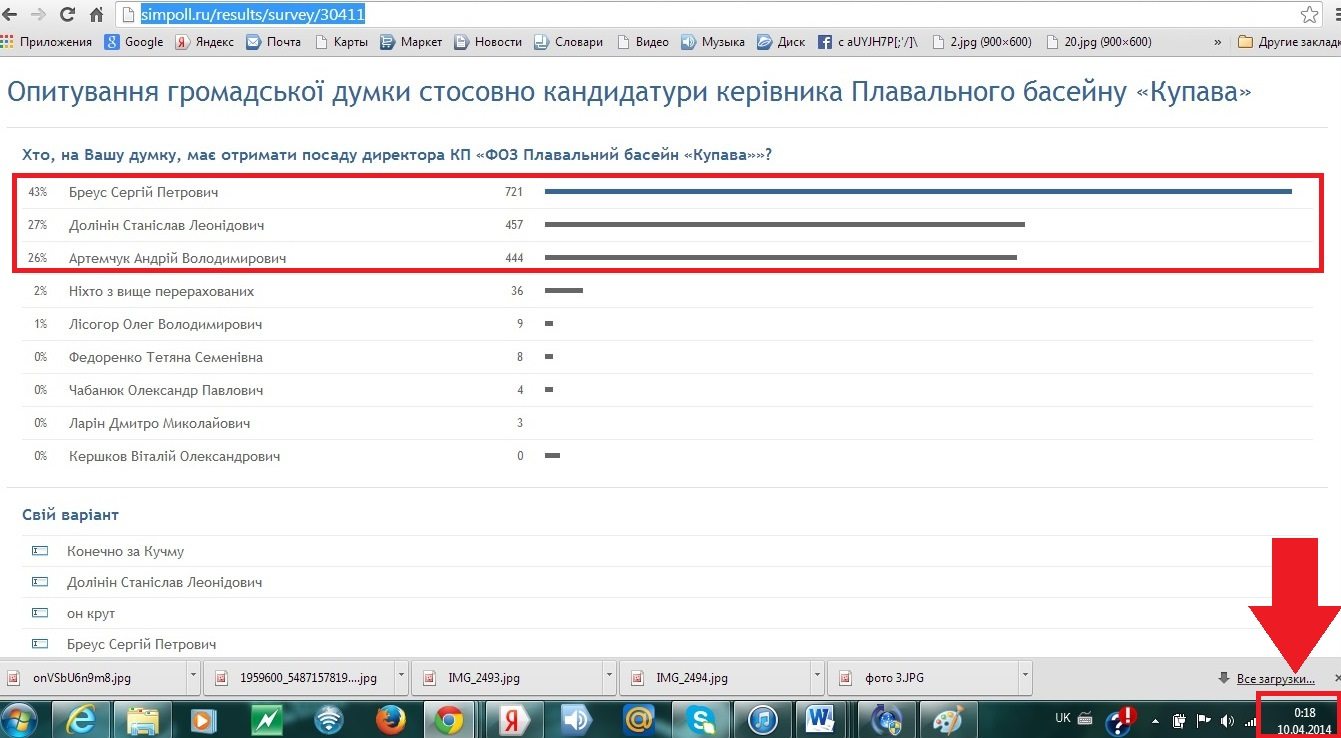 simpoll.ru/results/survey/30411
Приложения Google Яндекс Почта Карты Маркет Новости Словари Видео Музыка Диск с aUYJH7P[;'/]\ 2.jpg (900×600) 20.jpg (900×600) » Другие закладк
Опитування громадської думки стосовно кандидатури керівника Плавального басейну «Купава»
Хто, на Вашу думку, має отримати посаду директора КП «ФОЗ Плавальний басейн «Купава»»?
43% Бреус Сергій Петрович 721
27% Долінін Станіслав Леонідович 457
26% Артемчук Андрій Володимирович 444
2% Ніхто з вище перерахованих 36
1% Лісогор Олег Володимирович 9
0% Федоренко Тетяна Семенівна 8
0% Чабанюк Олександр Павлович 4
0% Ларін Дмитро Миколайович 3
0% Кершков Віталій Олександрович 0
Свій варіант
Конечно за Кучму
Долінін Станіслав Леонідович
он крут
Бреус Сергій Петрович
onVSbU6n9m8.jpg 1959600_5487157819....jpg IMG_2493.jpg IMG_2494.jpg фото 3.JPG Все загрузки...
UK 0:18
10.04.2014